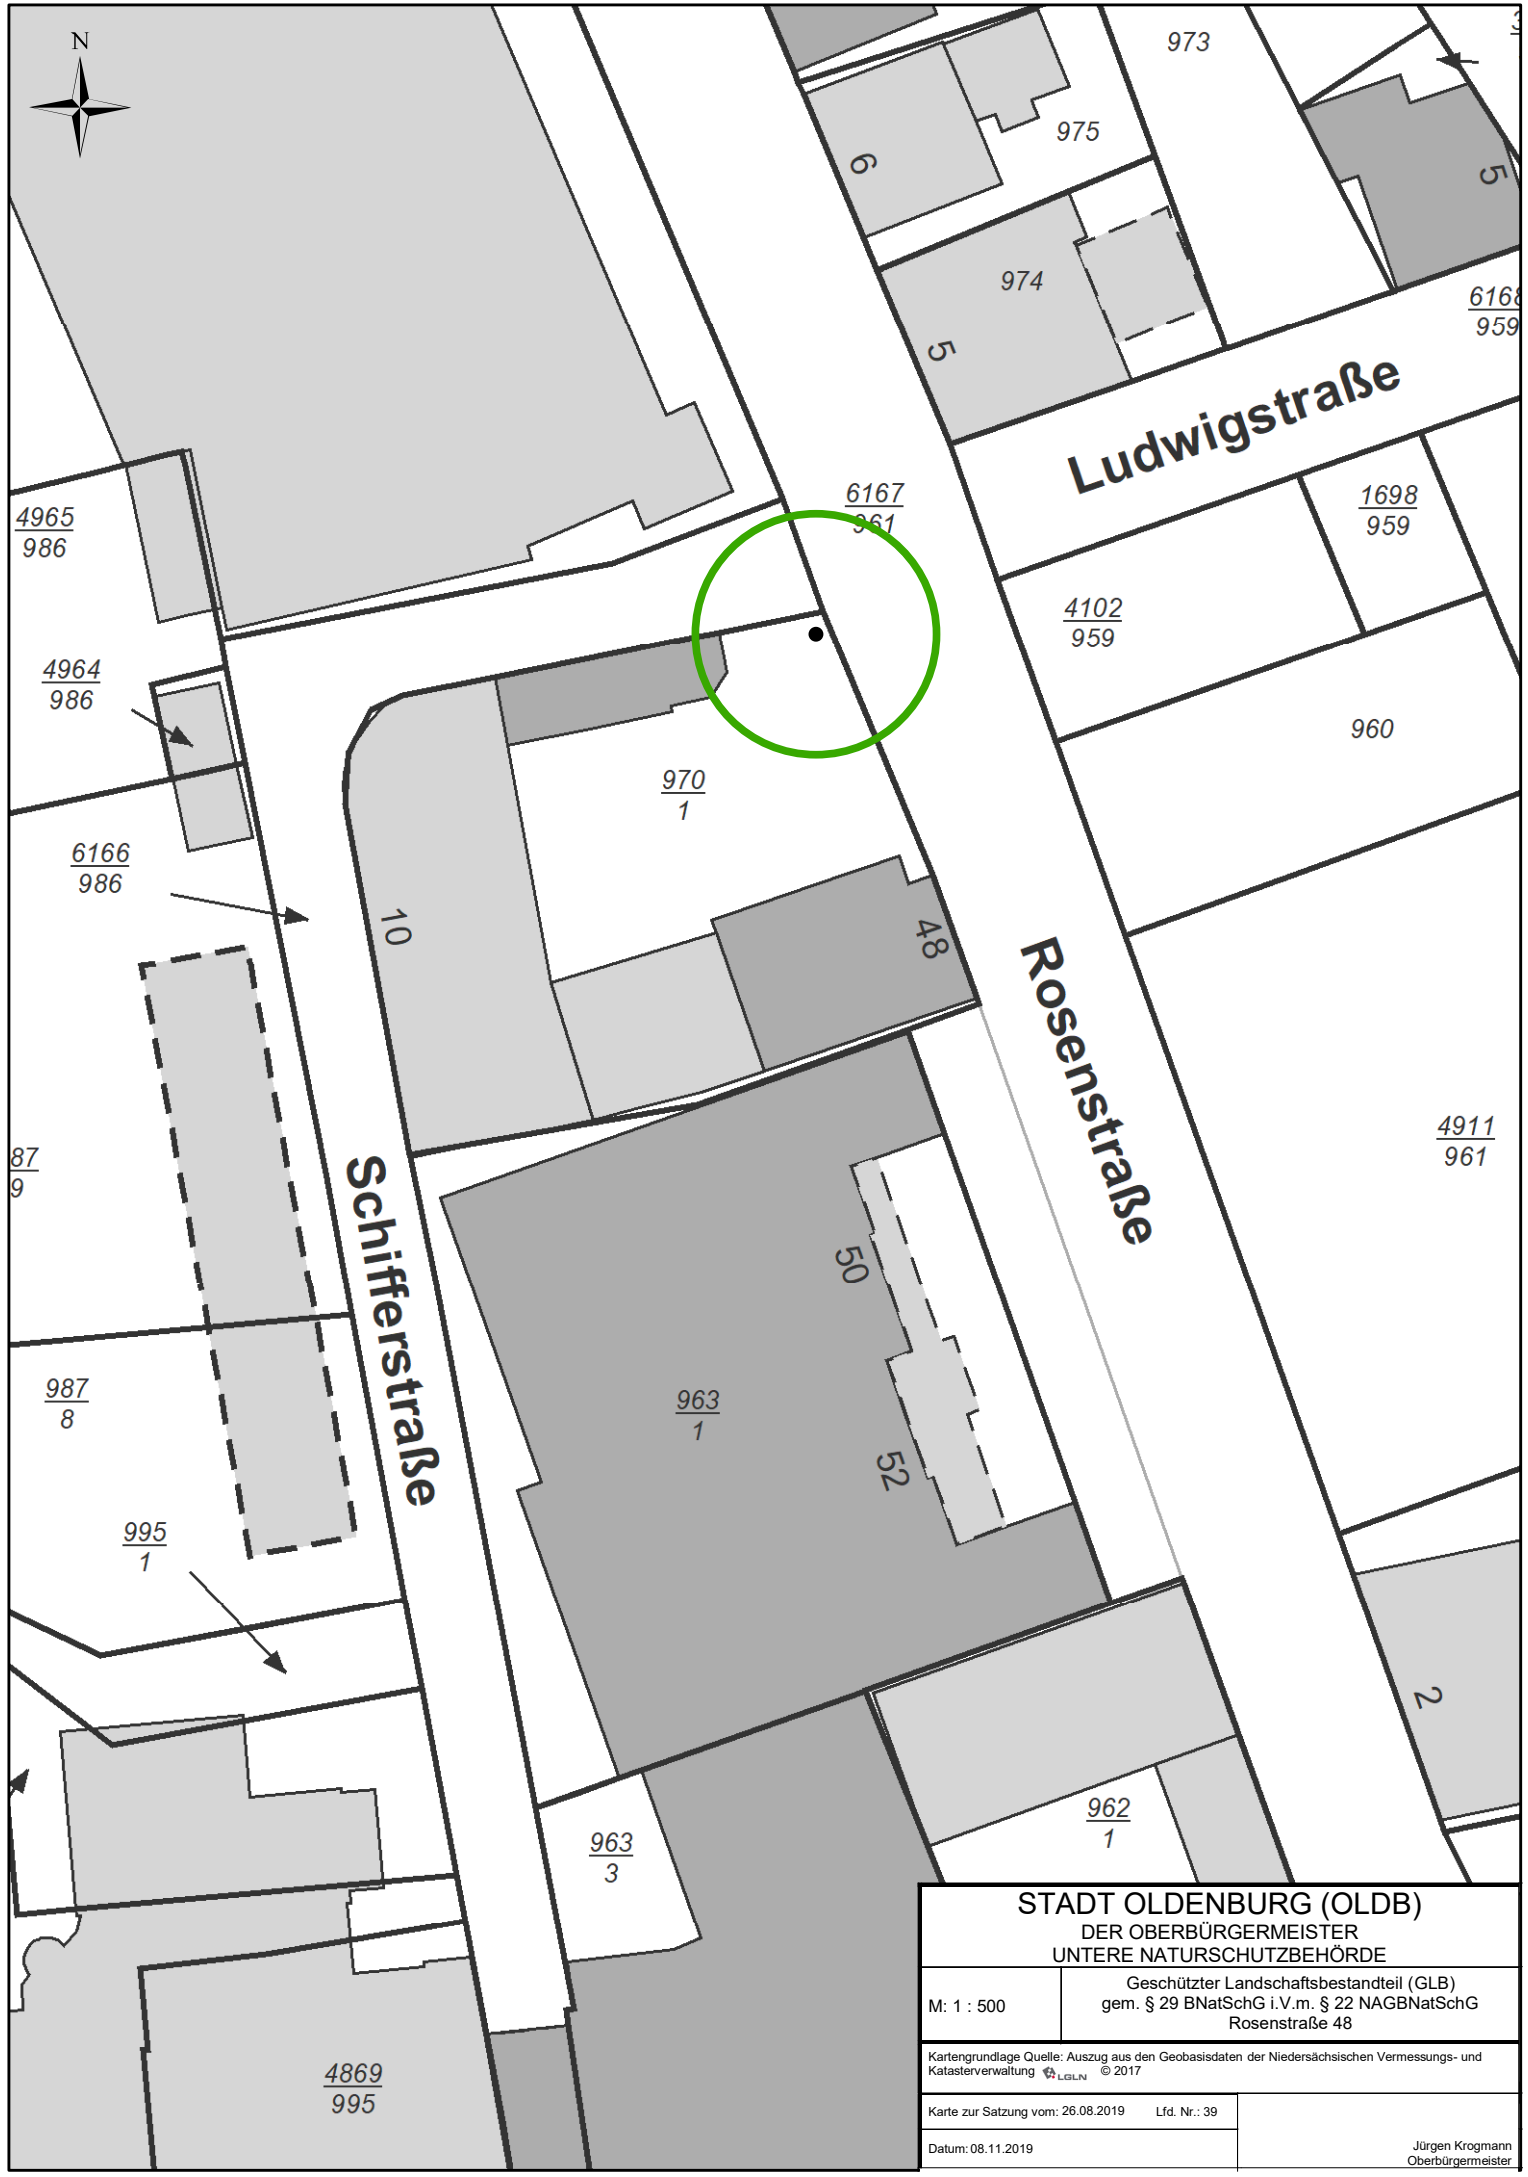 N
973
975
6
974
5
5
6168
959
Ludwigstraße
6167
961
1698
959
4965
986
4102
959
4964
986
960
970
1
6166
986
10
48
Rosenstraße
4911
961
87
9
Schifferstraße
50
987
8
963
1
52
995
1
2
962
1
963
3
4869
995
STADT OLDENBURG (OLDB)
DER OBERBÜRGERMEISTER
UNTERE NATURSCHUTZBEHÖRDE
M: 1 : 500
Geschützter Landschaftsbestandteil (GLB)
gem. § 29 BNatSchG i.V.m. § 22 NAGBNatSchG
Rosenstraße 48
Kartengrundlage Quelle: Auszug aus den Geobasisdaten der Niedersächsischen Vermessungs- und
Katasterverwaltung LGLN © 2017
Karte zur Satzung vom: 26.08.2019 Lfd. Nr.: 39
Datum: 08.11.2019
Jürgen Krogmann
Oberbürgermeister